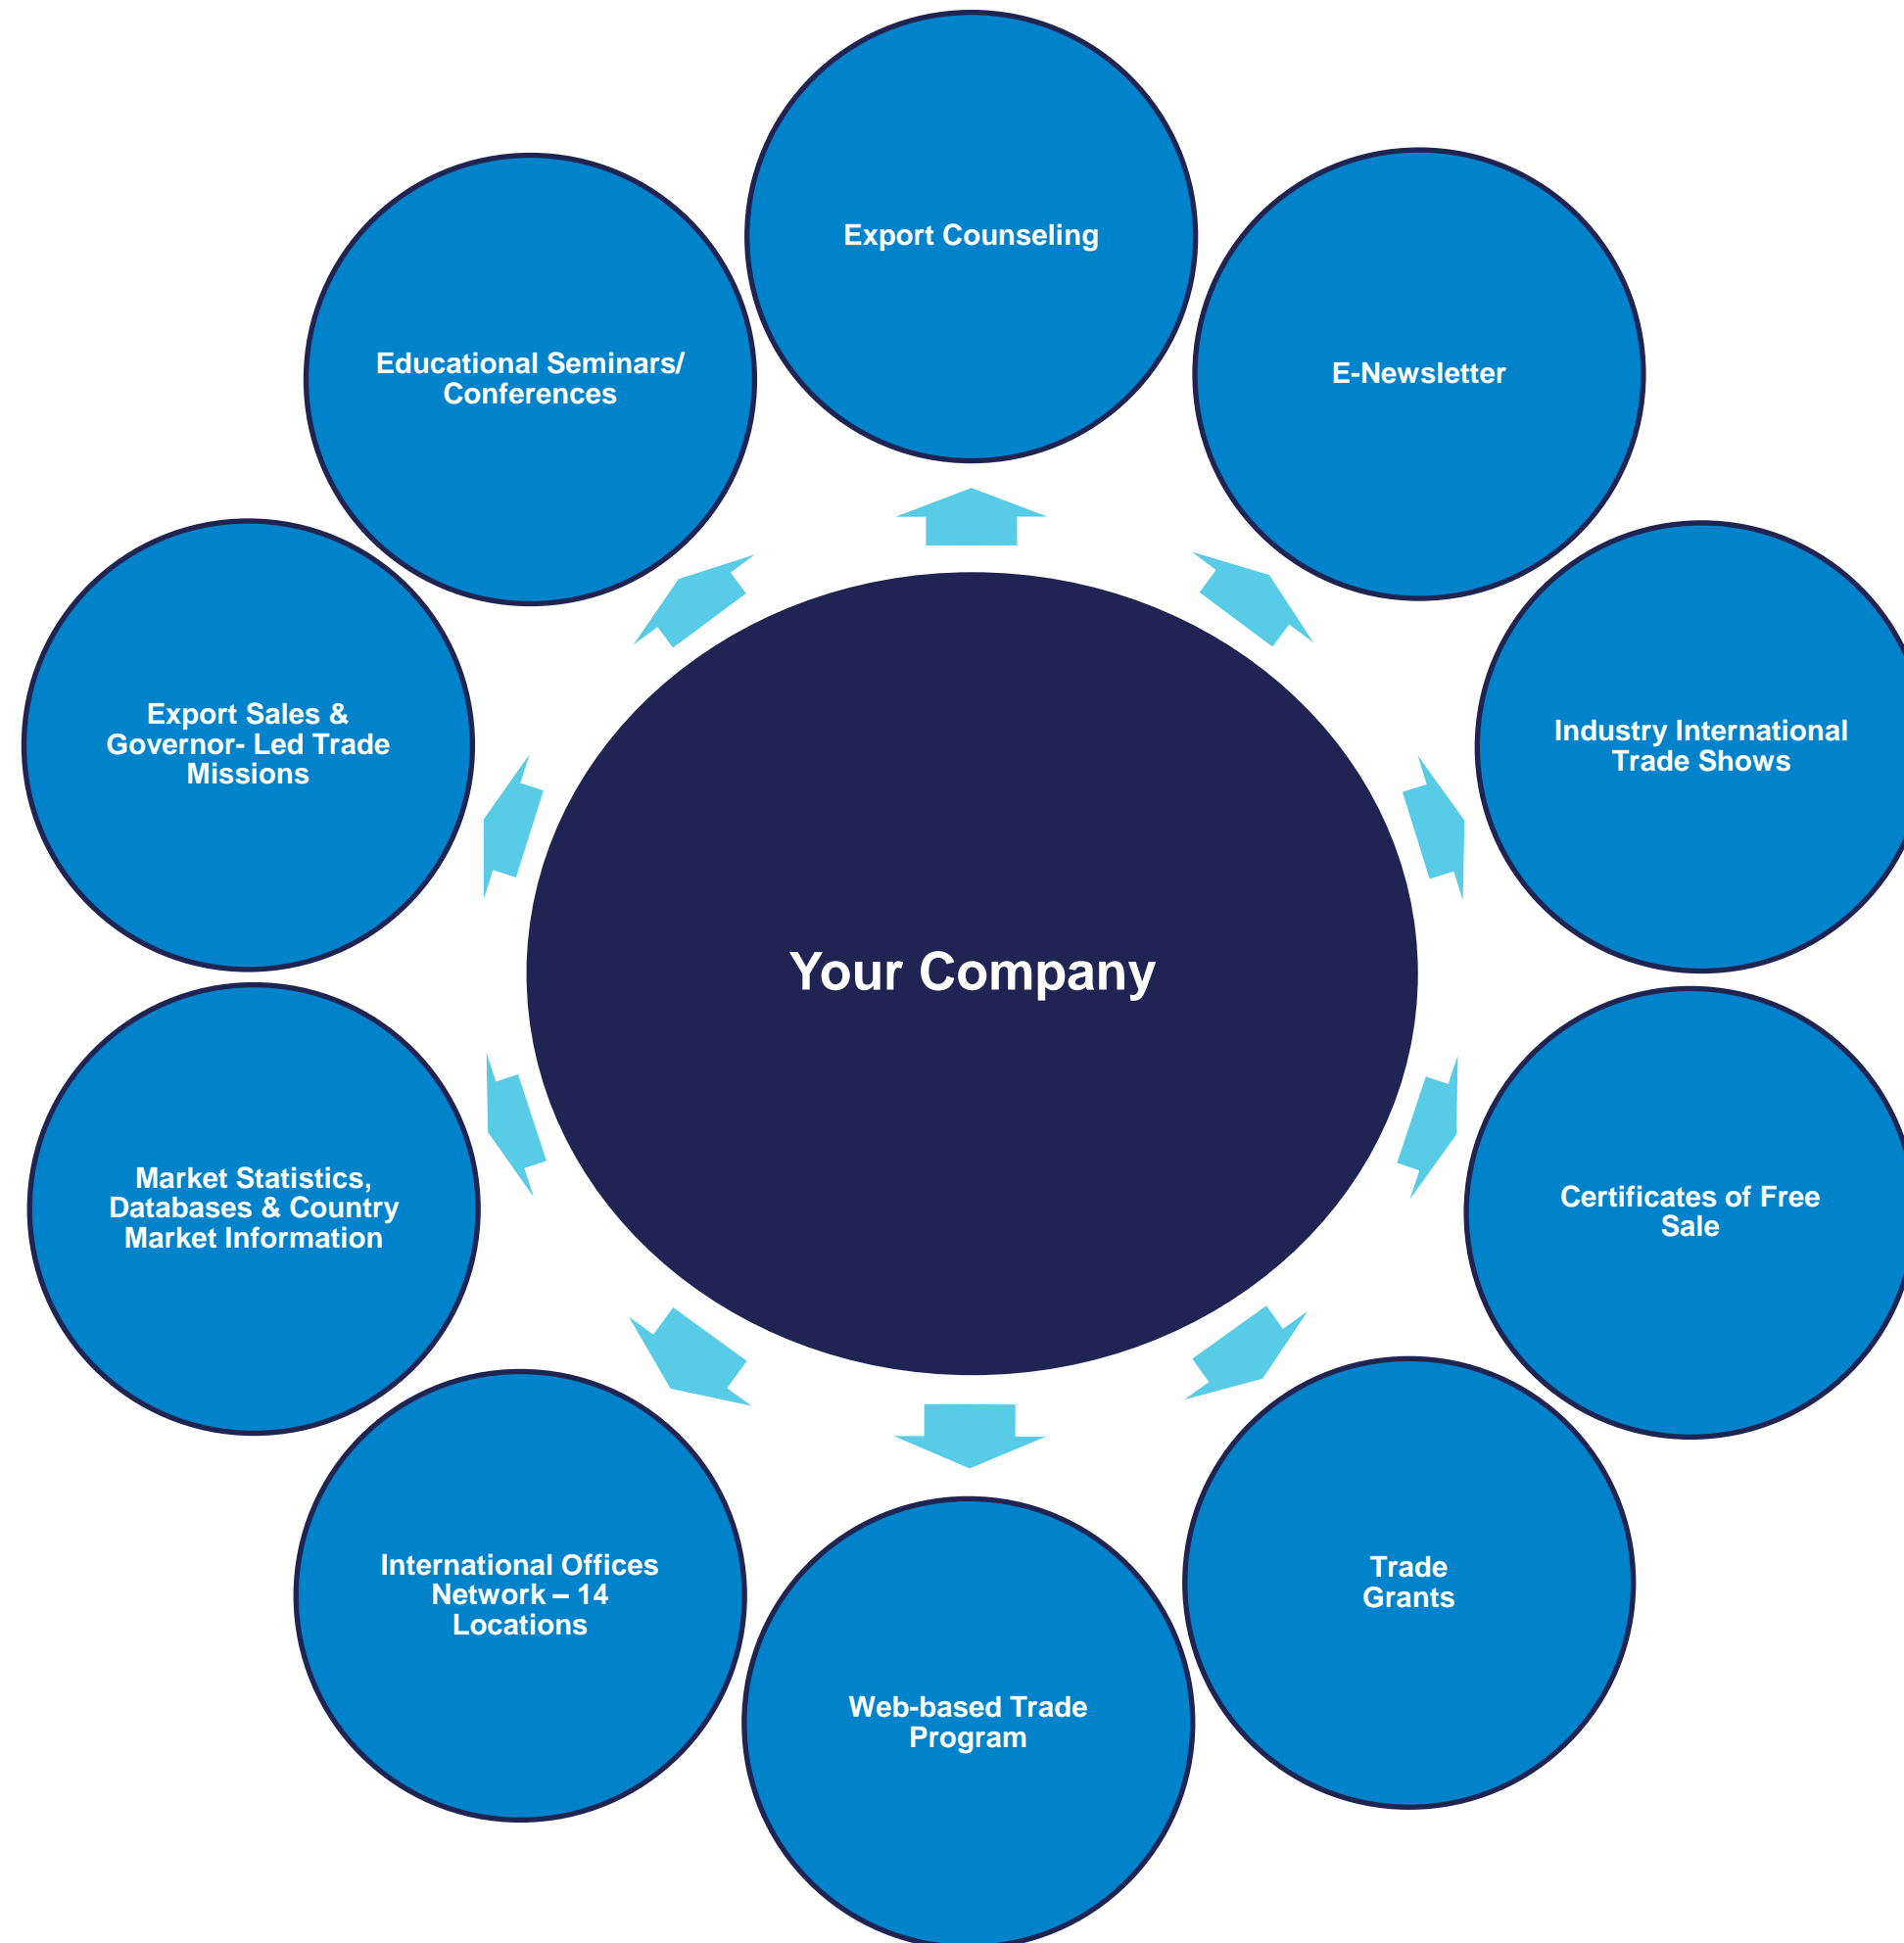 Export Counseling
E-Newsletter
Industry International
Trade Shows
Certificates of Free
Sale
Trade
Grants
Web-based Trade
Program
International Offices
Network – 14
Locations
Market Statistics,
Databases & Country
Market Information
Export Sales &
Governor- Led Trade
Missions
Educational Seminars/
Conferences
Your Company